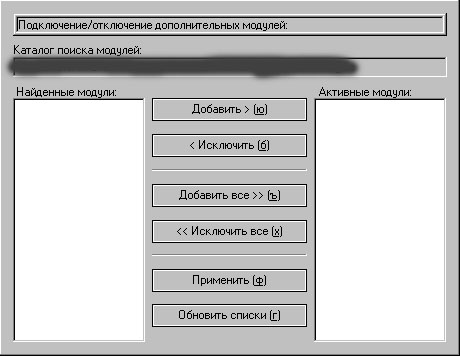 Подключение/отключение дополнительных модулей:
Каталог поиска модулей:
Найденные модули:
Активные модули:
Добавить > (ю)
< Исключить (б)
Добавить все >> (ъ)
<< Исключить все (х)
Применить (ф)
Обновить списки (г)